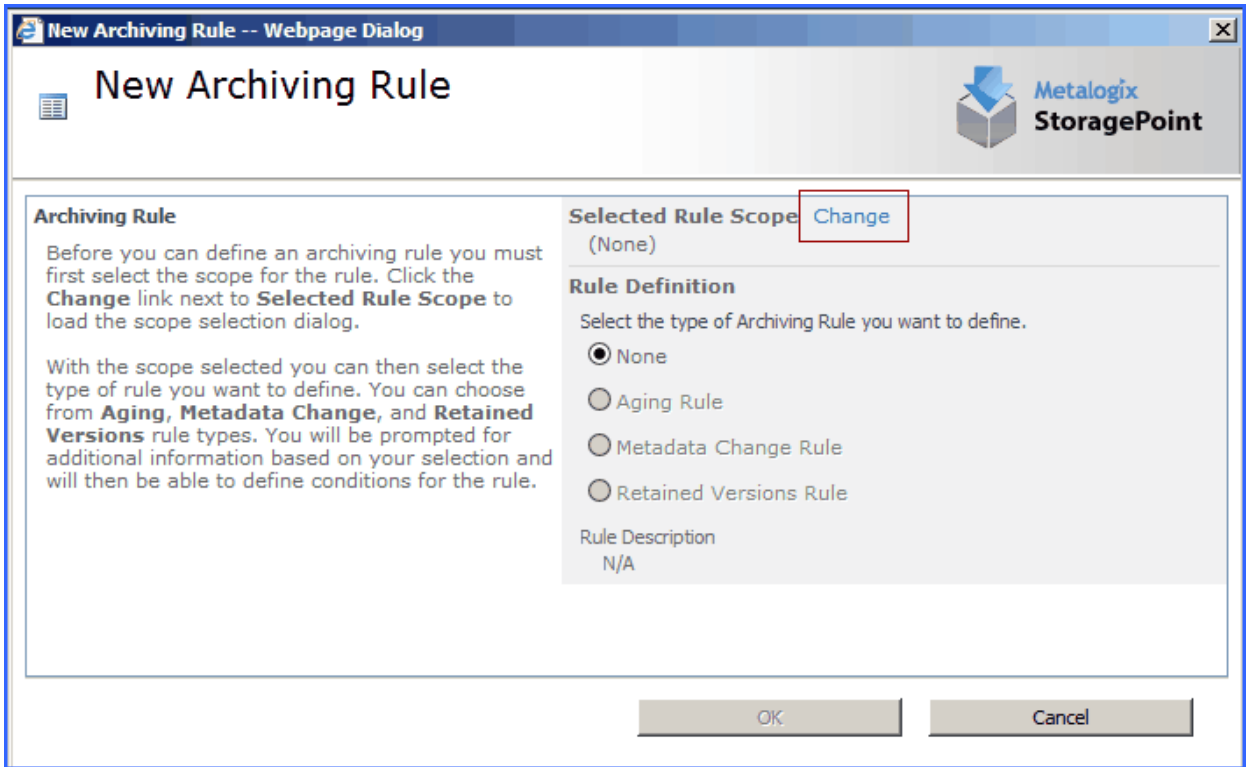 New Archiving Rule -- Webpage Dialog
New Archiving Rule
Metalogix
StoragePoint
Archiving Rule
Before you can define an archiving rule you must
first select the scope for the rule. Click the
Change link next to Selected Rule Scope to
load the scope selection dialog.
With the scope selected you can then select the
type of rule you want to define. You can choose
from Aging, Metadata Change, and Retained
Versions rule types. You will be prompted for
additional information based on your selection and
will then be able to define conditions for the rule.
Selected Rule Scope Change
(None)
Rule Definition
Select the type of Archiving Rule you want to define.
None
Aging Rule
Metadata Change Rule
Retained Versions Rule
Rule Description
N/A
OK
Cancel